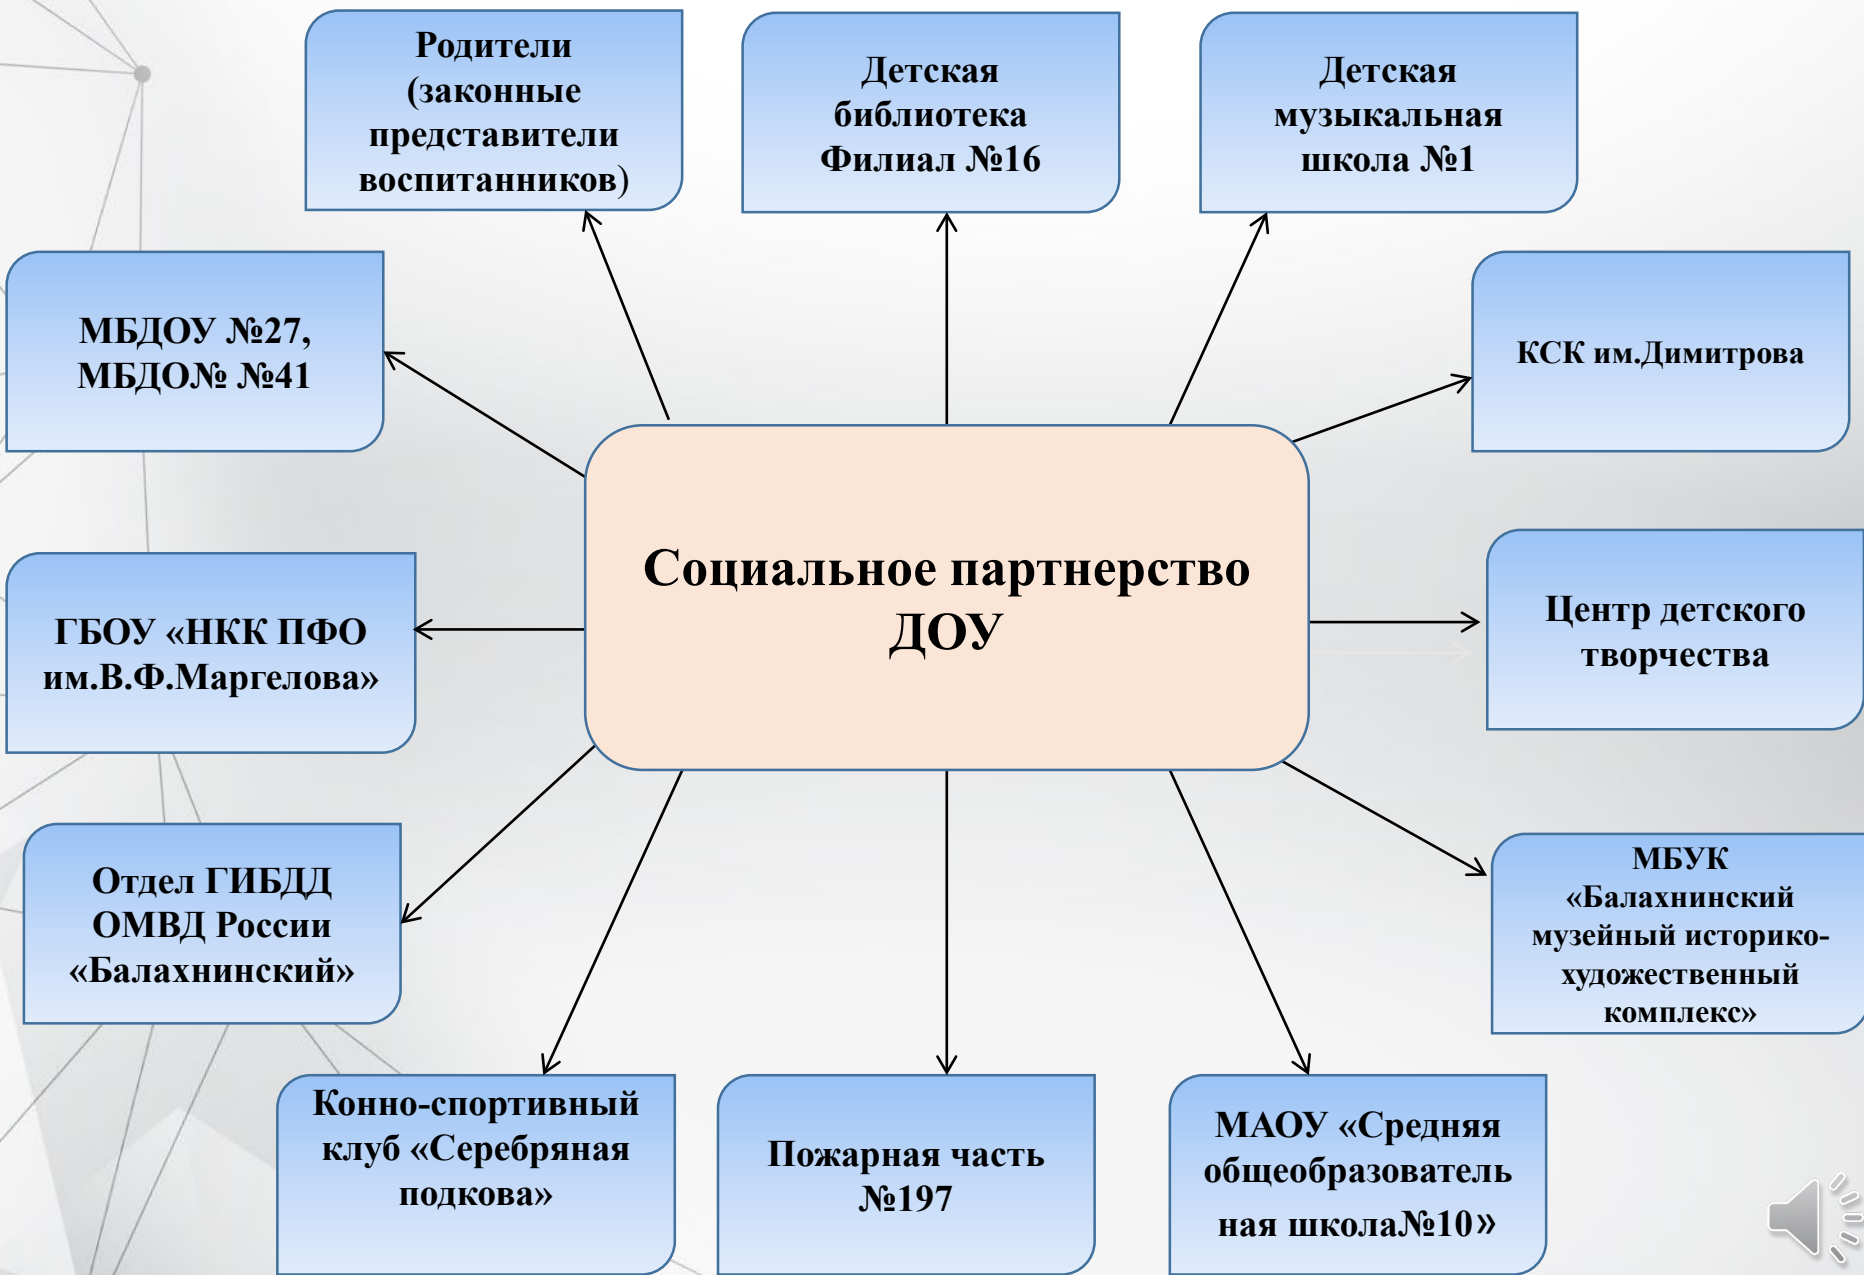 Родители
(законные
представители
воспитанников)
Детская
библиотека
Филиал №16
Детская
музыкальная
школа №1
МБДОУ №27,
МБДО№ №41
КСК им.Димитрова
Социальное партнерство
ДОУ
ГБОУ «НКК ПФО
им.В.Ф.Маргелова»
Центр детского
творчества
Отдел ГИБДД
ОМВД России
«Балахнинский»
МБУК
«Балахнинский
музейный историко-
художественный
комплекс»
Конно-спортивный
клуб «Серебряная
подкова»
Пожарная часть
№197
МАОУ «Средняя
общеобразователь
ная школа№10»